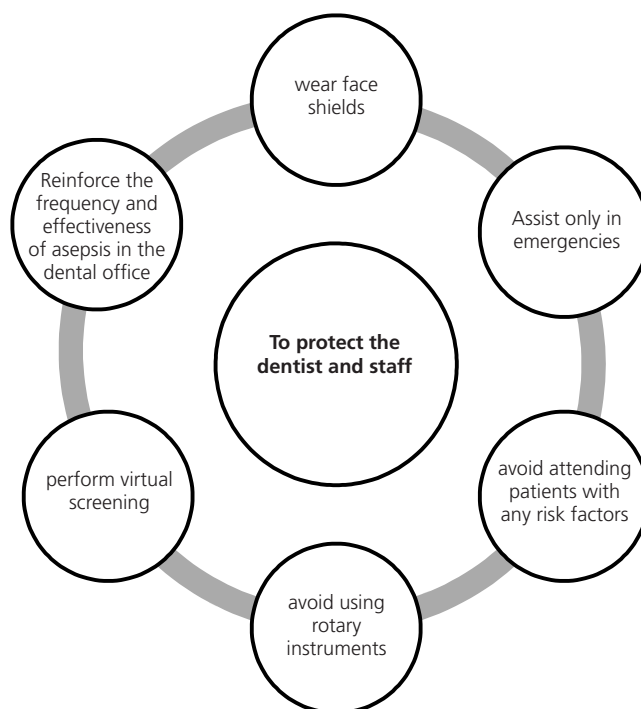 wear face
shields
Assist only in
emergencies
avoid attending
patients with
any risk factors
avoid using
rotary
instruments
perform virtual
screening
Reinforce the
frequency and
effectiveness
of asepsis in the
dental office
To protect the
dentist and staff